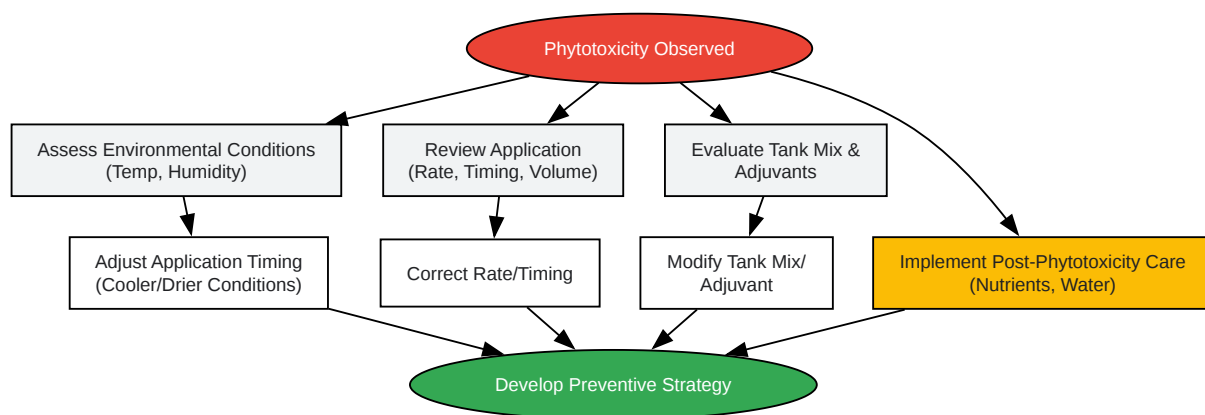 Phytotoxicity Observed
Assess Environmental Conditions
(Temp, Humidity)
Review Application
(Rate, Timing, Volume)
Evaluate Tank Mix &
Adjuvants
Adjust Application Timing
(Cooler/Drier Conditions)
Correct Rate/Timing
Modify Tank Mix/
Adjuvant
Implement Post-Phytotoxicity Care
(Nutrients, Water)
Develop Preventive Strategy